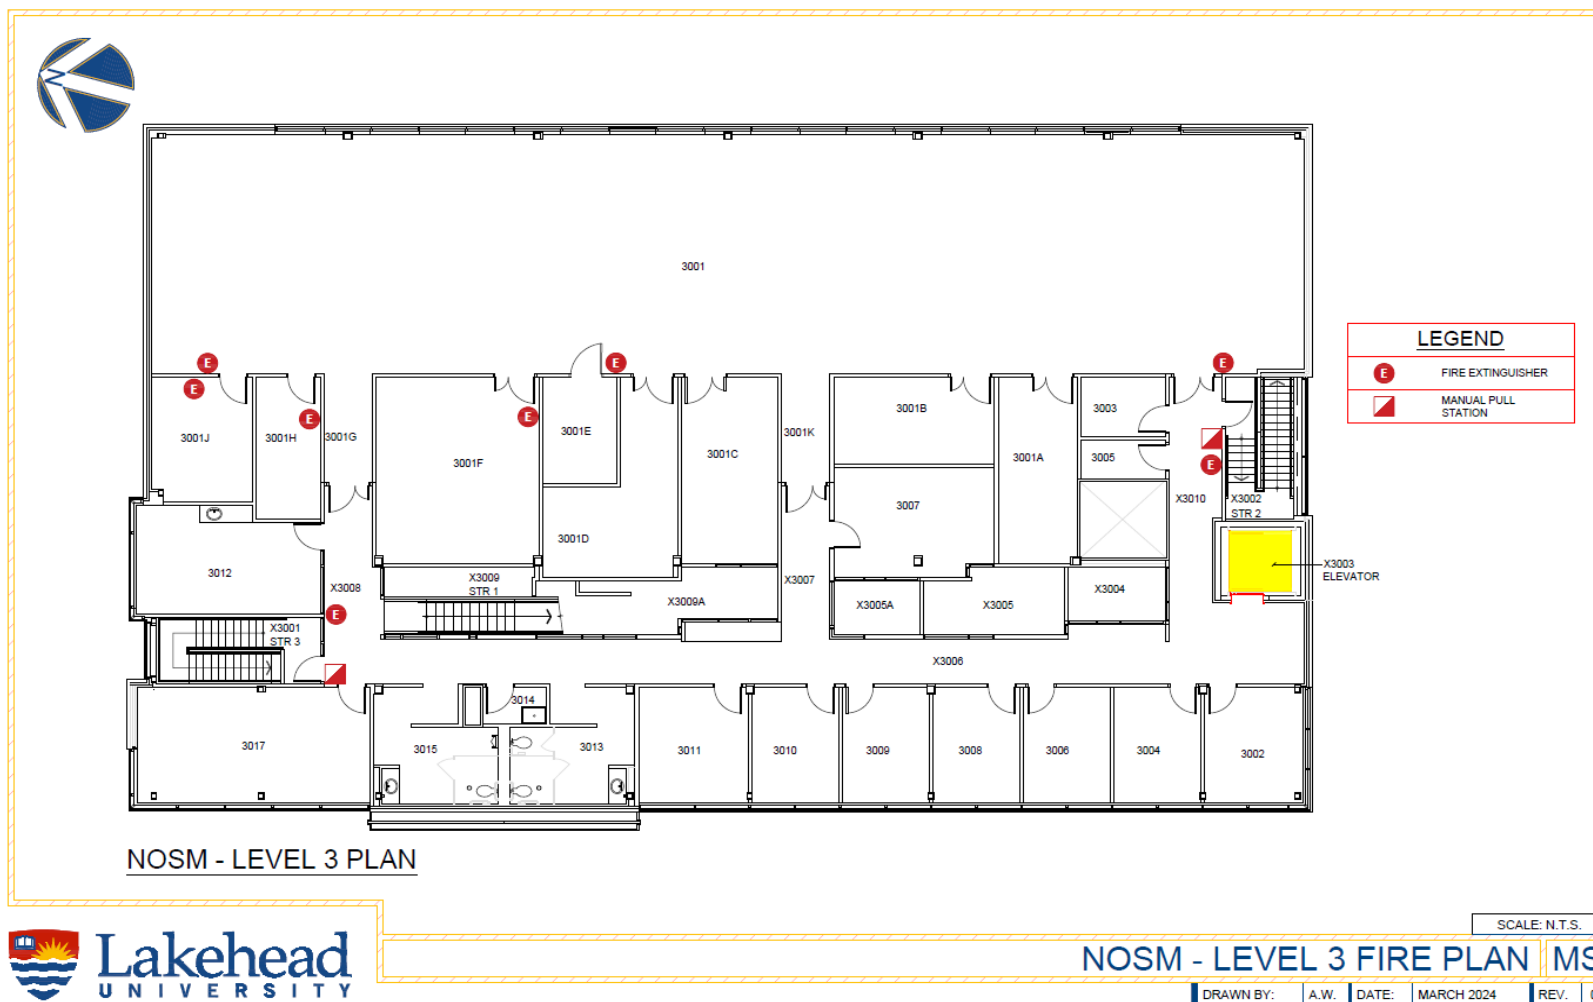 N
3001
LEGEND
E FIRE EXTINGUISHER
MANUAL PULL
STATION
E
E
E
E
E
E
E
E
3001J
3001H
3001G
3001F
3001E
3001D
3001C
3001K
3001B
3001A
3003
3005
3007
X3010
X3002
STR 2
X3003
ELEVATOR
3012
X3008
X3009
STR 1
X3009A
X3007
X3005A
X3005
X3004
X3001
STR 3
X3006
3017
3015
3014
3013
3011
3010
3009
3008
3006
3004
3002
NOSM - LEVEL 3 PLAN
SCALE: N.T.S.
Lakehead
UNIVERSITY
NOSM - LEVEL 3 FIRE PLAN MS
DRAWN BY: A.W. DATE: MARCH 2024 REV.